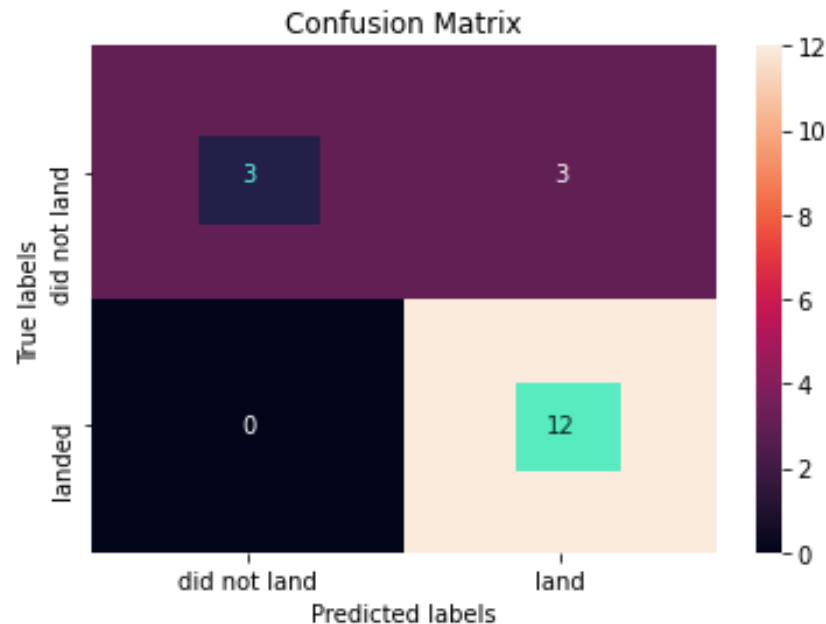 Confusion Matrix
True labels
did not land
landed
3
3
0
12
did not land
land
Predicted labels
12
10
8
6
4
2
0